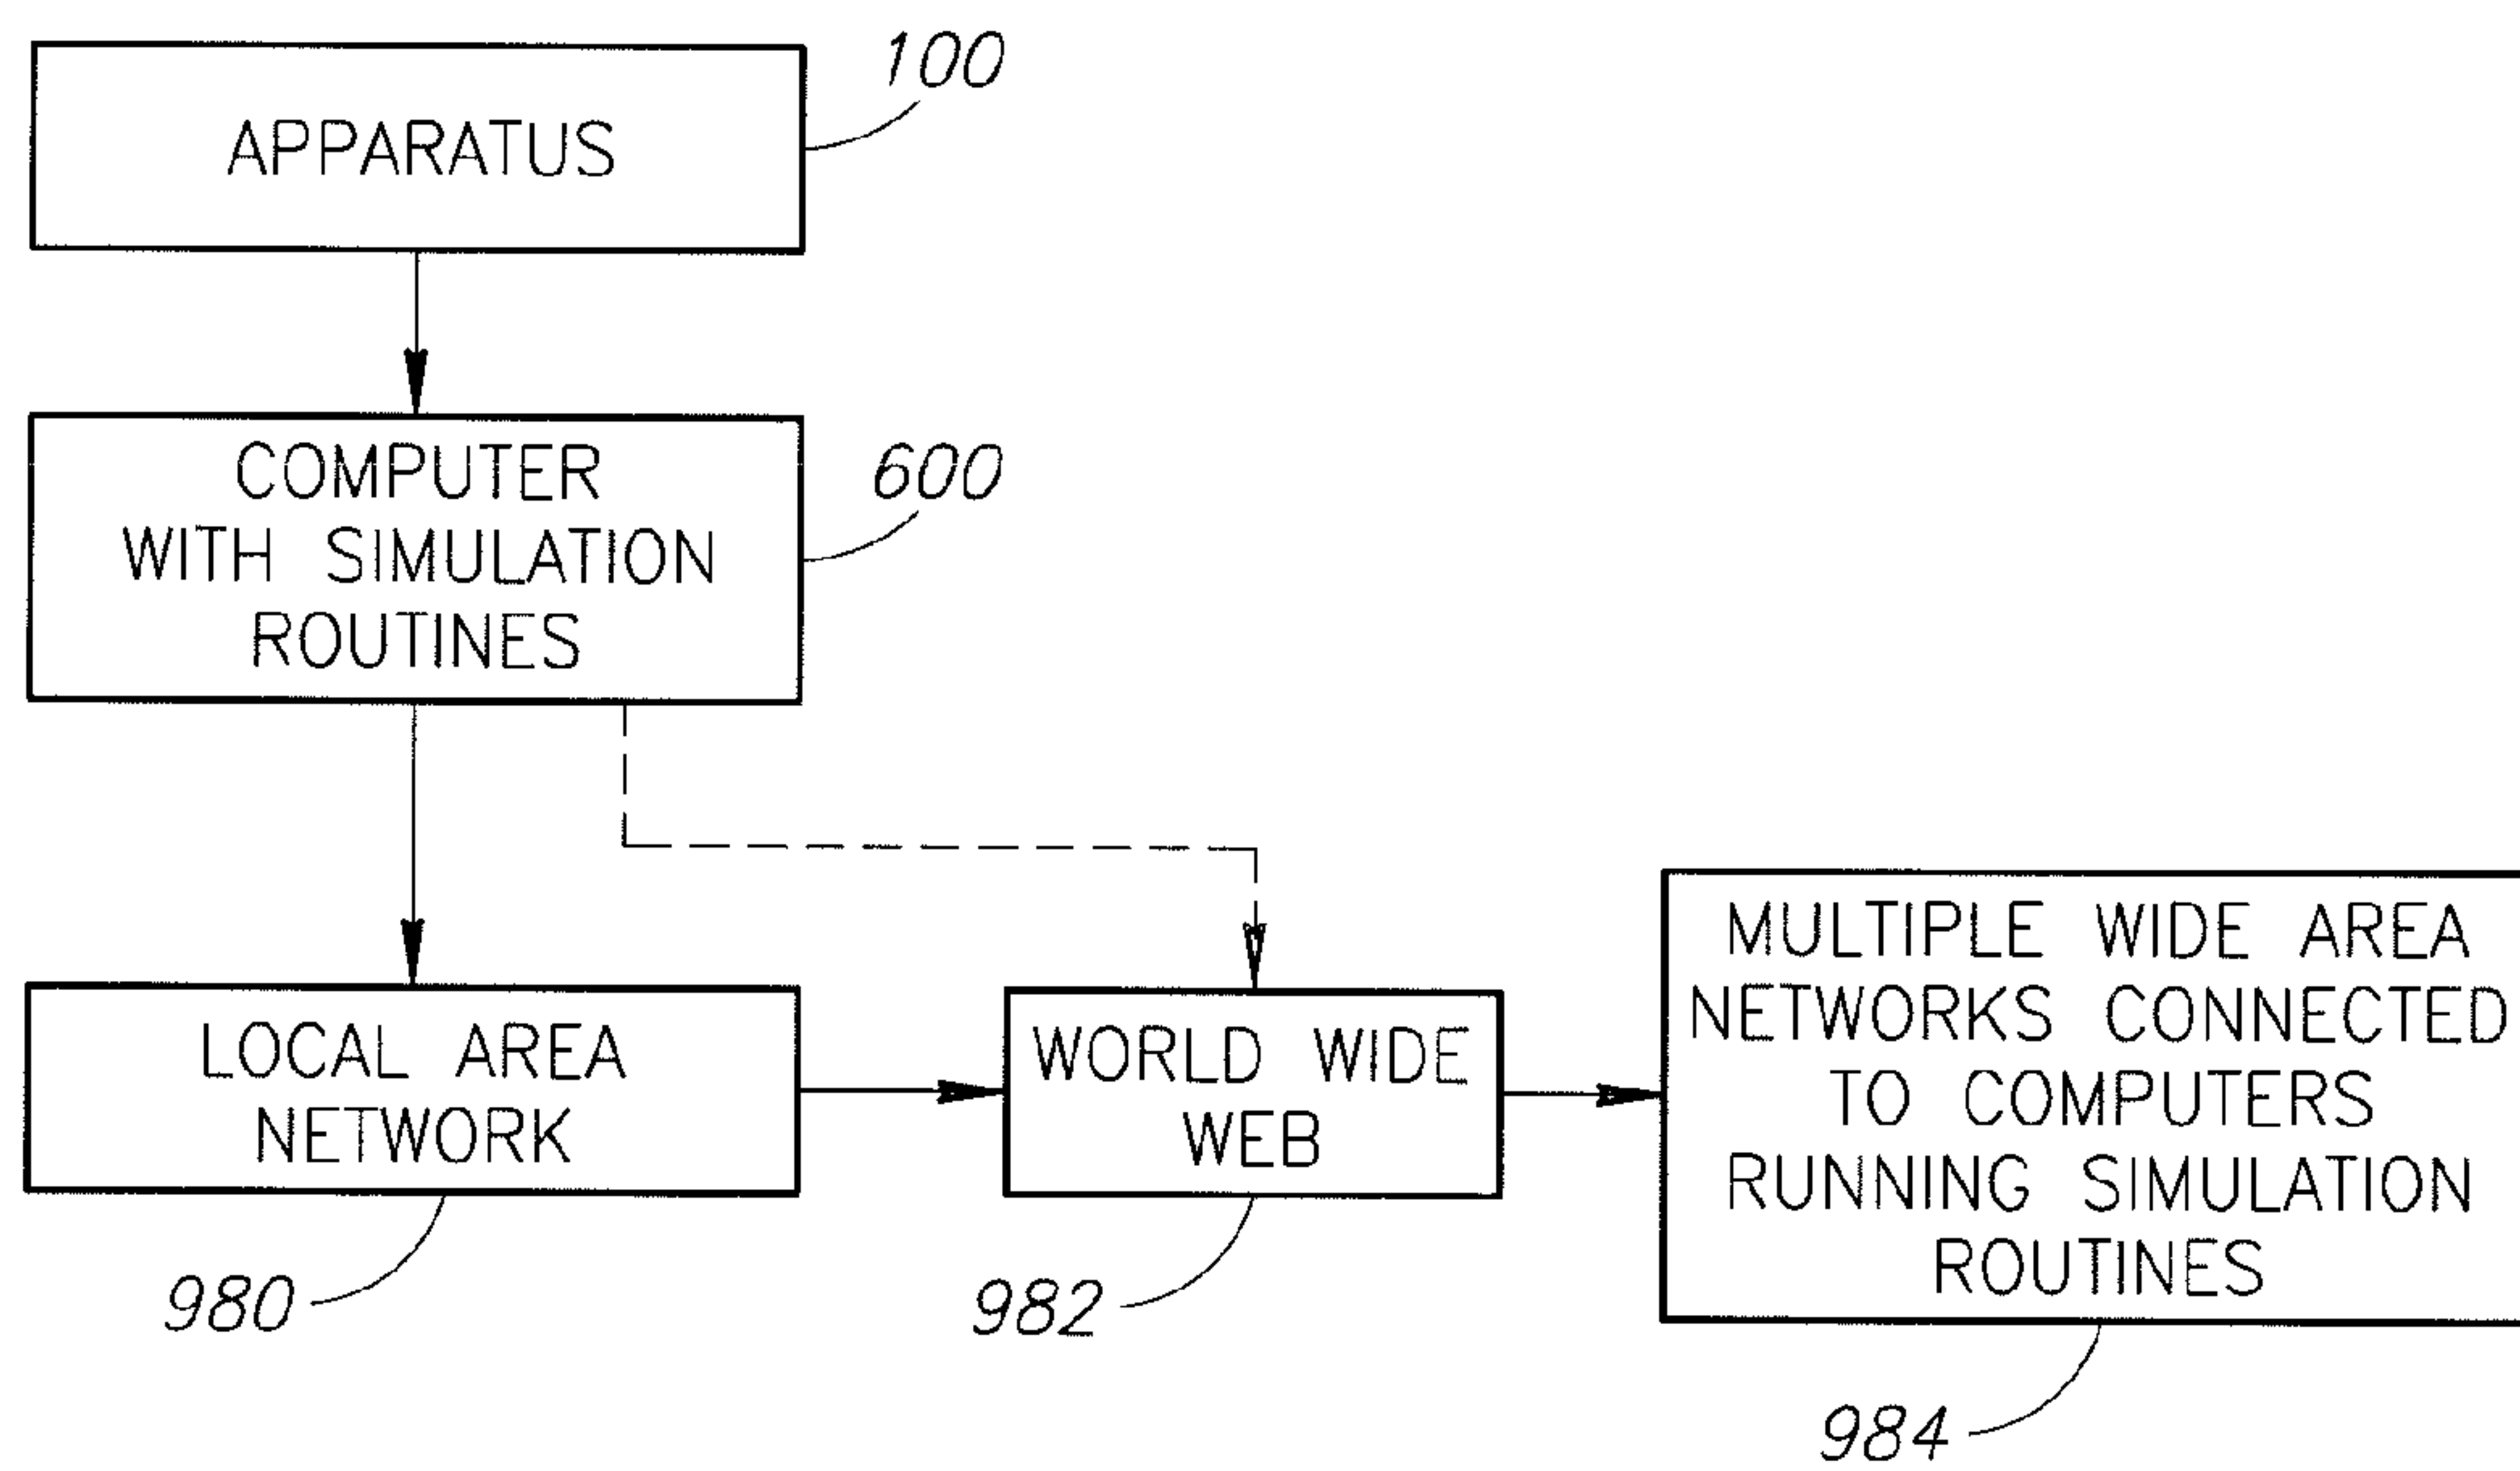 100
APPARATUS
600
COMPUTER
WITH SIMULATION
ROUTINES
LOCAL AREA
NETWORK
980
WORLD WIDE
WEB
982
MULTIPLE WIDE AREA
NETWORKS CONNECTED
TO COMPUTERS
RUNNING SIMULATION
ROUTINES
984